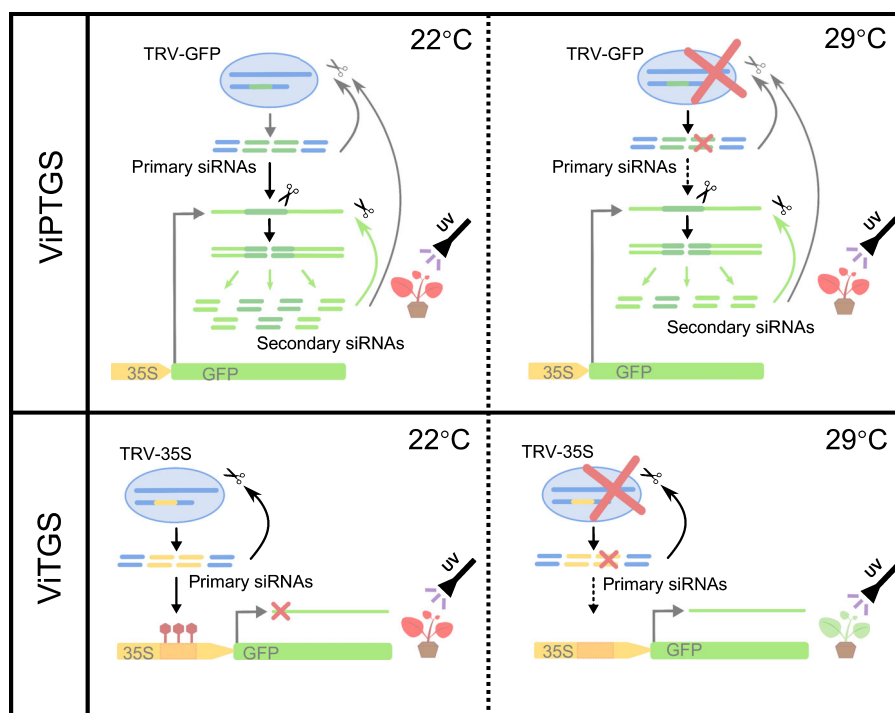 ViPTGS
22°C
TRV-GFP
Primary siRNAs
UV
Secondary siRNAs
35S
GFP
29°C
TRV-GFP
Primary siRNAs
UV
Secondary siRNAs
35S
GFP
ViTGS
22°C
TRV-35S
Primary siRNAs
UV
35S
GFP
29°C
TRV-35S
Primary siRNAs
UV
35S
GFP